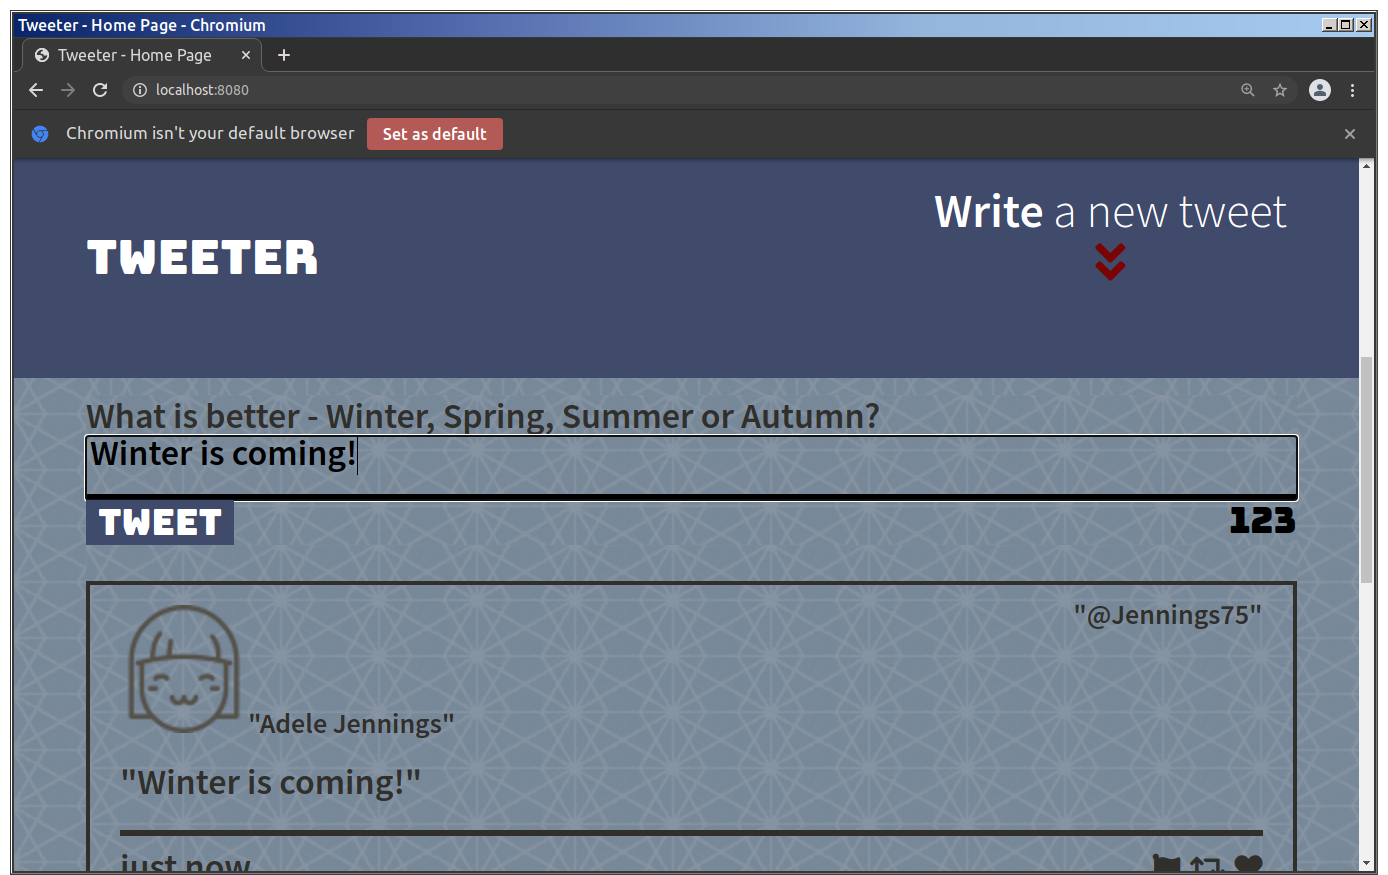 Tweeter - Home Page - Chromium
Tweeter - Home Page
localhost:8080
Chromium isn't your default browser Set as default
Write a new tweet
TWEETER
What is better - Winter, Spring, Summer or Autumn?
Winter is coming!
TWEET 123
"@Jennings75"
"Adele Jennings"
"Winter is coming!"
just now